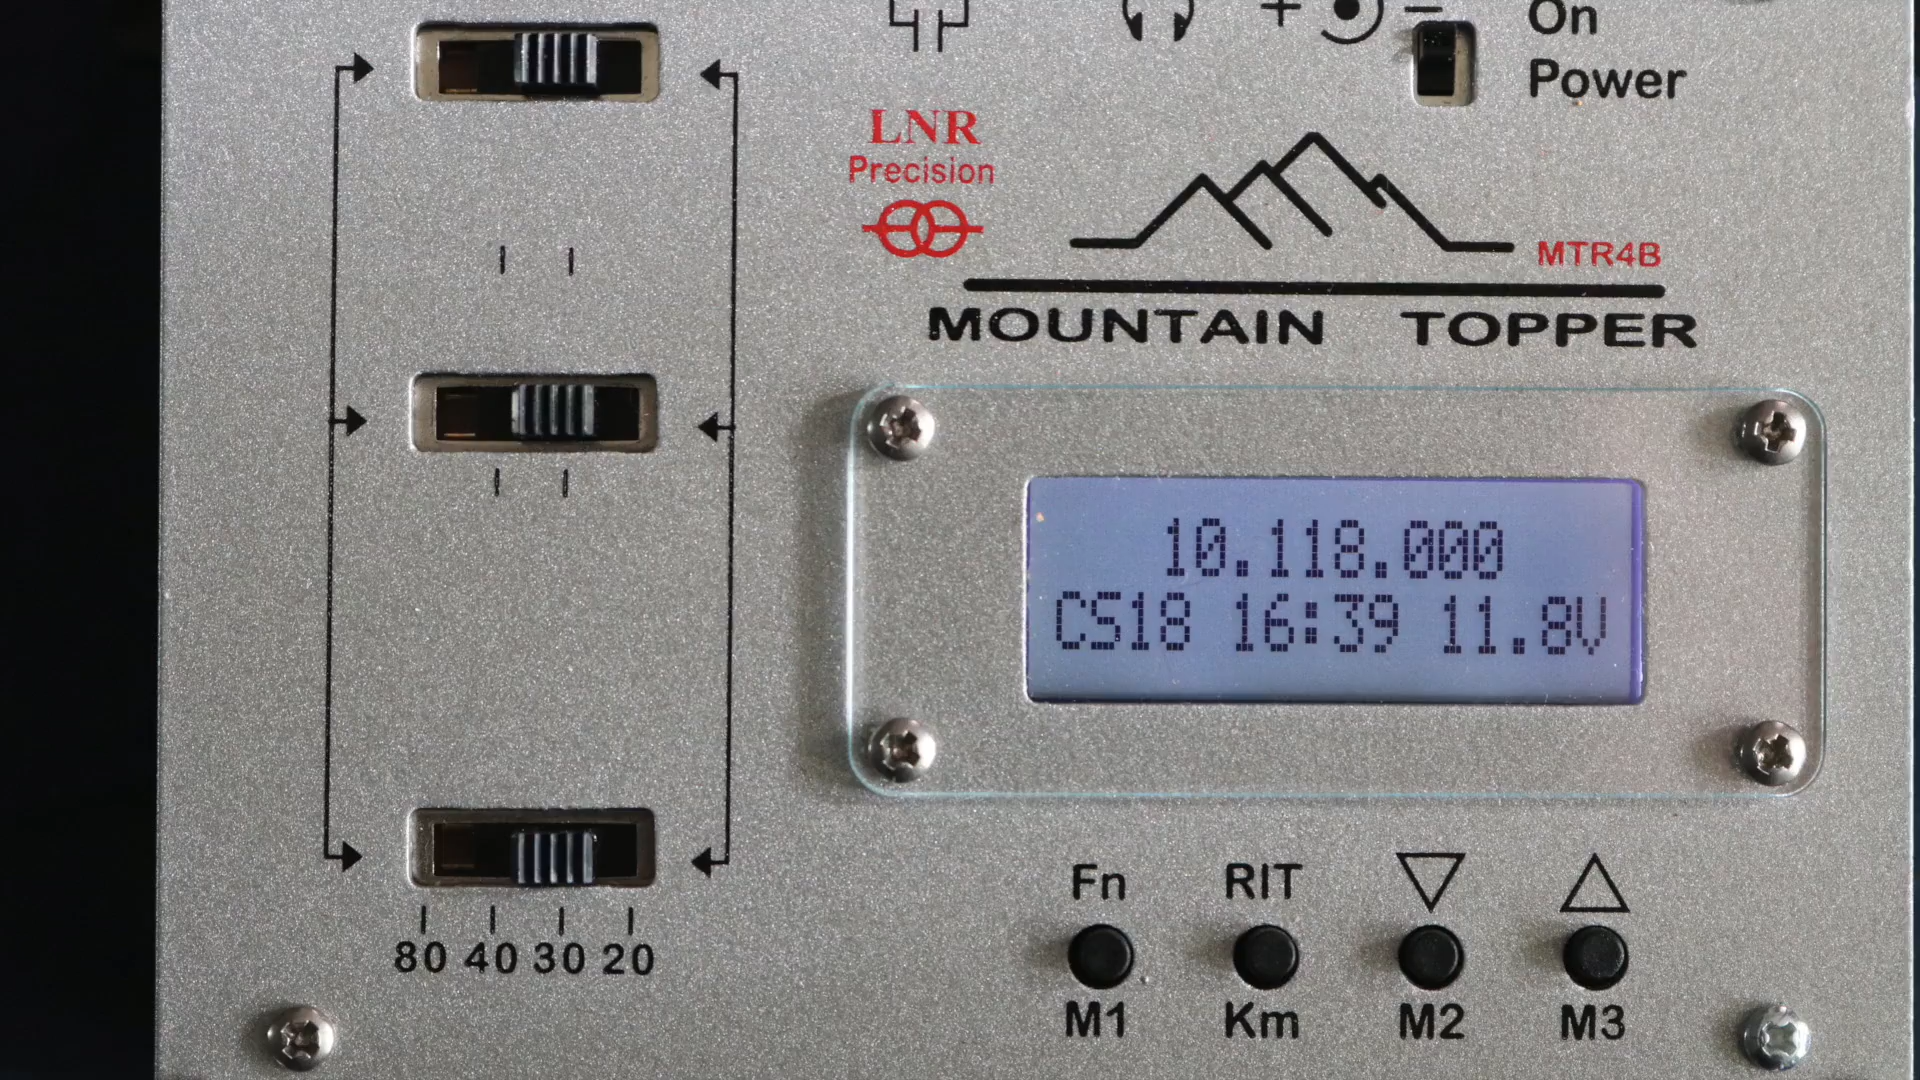 On
Power
LNR
Precision
MTR4B
MOUNTAIN TOPPER
10.118.000
CS18 16:39 11.8V
80 40 30 20
Fn RIT
M1 Km M2 M3